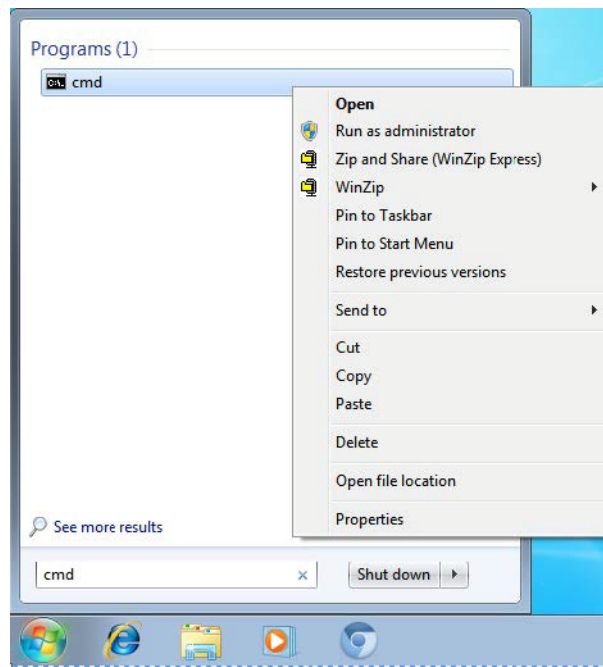 Programs (1)
cmd
Open
Run as administrator
Zip and Share (WinZip Express)
WinZip
Pin to Taskbar
Pin to Start Menu
Restore previous versions
Send to
Cut
Copy
Paste
Delete
Open file location
Properties
See more results
cmd
Shut down